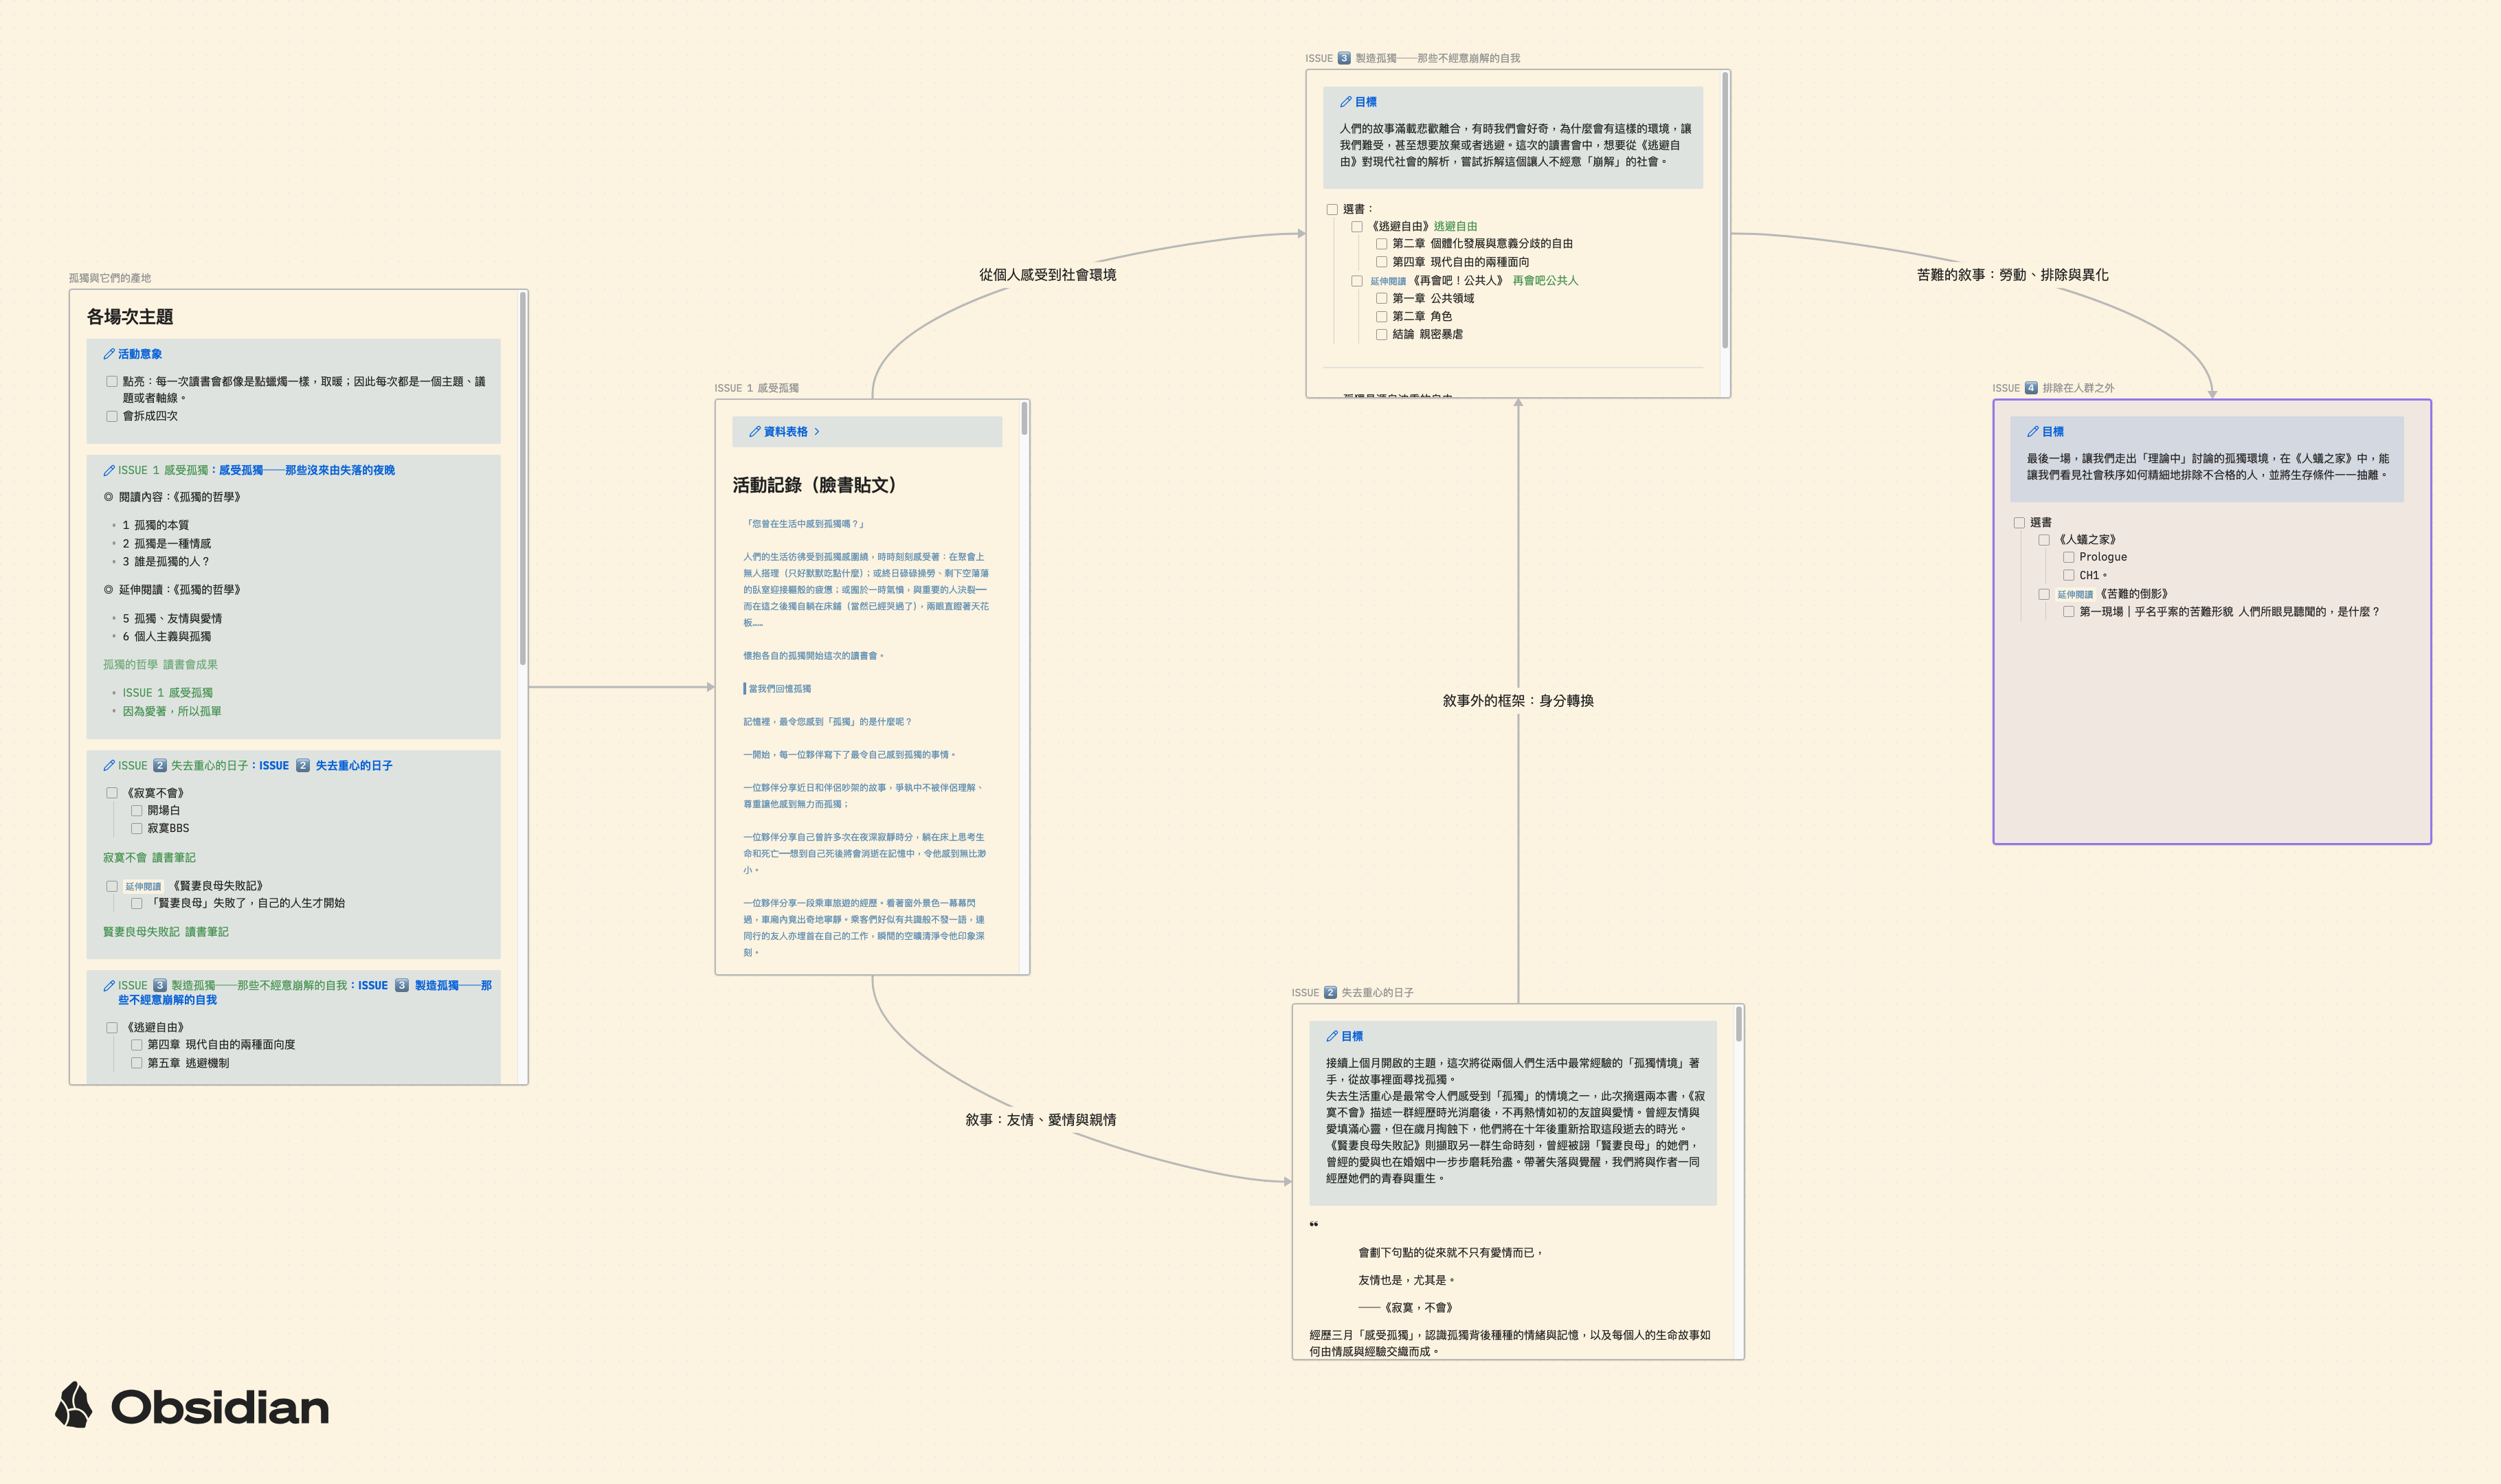 孤獨與它們的產地
各場次主題
活動意象
點亮：每一次讀書會都像是點蠟燭一樣，取暖；因此每次都是一個主題、議
題或者軸線。
會拆成四次
ISSUE 1 感受孤獨：感受孤獨——那些沒來由失落的夜晚
◎ 閱讀內容：《孤獨的哲學》
1 孤獨的本質
2 孤獨是一種情感
3 誰是孤獨的人？
◎ 延伸閱讀：《孤獨的哲學》
5 孤獨、友情與愛情
6 個人主義與孤獨
孤獨的哲學 讀書會成果
ISSUE 1 感受孤獨
因為愛著，所以孤單
ISSUE 2️⃣ 失去重心的日子：ISSUE 2️⃣ 失去重心的日子
《寂寞不會》
開場白
寂寞BBS
寂寞不會 讀書筆記
延伸閱讀 《賢妻良母失敗記》
「賢妻良母」失敗了，自己的人生才開始
賢妻良母失敗記 讀書筆記
ISSUE 3️⃣ 製造孤獨——那些不經意崩解的自我：ISSUE 3️⃣ 製造孤獨——那
些不經意崩解的自我
《逃避自由》
第四章 現代自由的兩種面向度
第五章 逃避機制
ISSUE 1 感受孤獨
資料表格
活動記錄（臉書貼文）
「您曾在生活中感到孤獨嗎？」
人們的生活彷彿受到孤獨感圍繞，時時刻刻感受著：在聚會上
無人搭理（只好默默吃點什麼）；或終日碌碌操勞、剩下空蕩蕩
的臥室迎接軀殼的疲憊；或囿於一時氣憤，與重要的人決裂——
而在這之後獨自躺在床鋪（當然已經哭過了），兩眼直瞪著天花
板……
懷抱各自的孤獨開始這次的讀書會。
當我們回憶孤獨
記憶裡，最令您感到「孤獨」的是什麼呢？
一開始，每一位夥伴寫下了最令自己感到孤獨的事情。
一位夥伴分享近日和伴侶吵架的故事，爭執中不被伴侶理解、
尊重讓他感到無力而孤獨；
一位夥伴分享自己曾許多次在夜深寂靜時分，躺在床上思考生
命和死亡——想到自己死後將會消逝在記憶中，令他感到無比渺
小。
一位夥伴分享一段乘車旅遊的經歷。看著窗外景色一幕幕閃
過，車廂內竟出奇地寧靜。乘客們好似有共識般不發一語，連
同行的友人亦埋首在自己的工作，瞬間的空曠清淨令他印象深
刻。
從個人感受到社會環境
敘事：友情、愛情與親情
ISSUE 3️⃣ 製造孤獨——那些不經意崩解的自我
目標
人們的故事滿載悲歡離合，有時我們會好奇，為什麼會有這樣的環境，讓
我們難受，甚至想要放棄或者逃避。這次的讀書會中，想要從《逃避自
由》對現代社會的解析，嘗試拆解這個讓人不經意「崩解」的社會。
選書：
《逃避自由》逃避自由
第二章 個體化發展與意義分歧的自由
第四章 現代自由的兩種面向
延伸閱讀 《再會吧！公共人》 再會吧公共人
第一章 公共領域
第二章 角色
結論 親密暴虐
敘事外的框架：身分轉換
ISSUE 2️⃣ 失去重心的日子
目標
接續上個月開啟的主題，這次將從兩個人們生活中最常經驗的「孤獨情境」著
手，從故事裡面尋找孤獨。
失去生活重心是最常令人們感受到「孤獨」的情境之一，此次摘選兩本書，《寂
寞不會》描述一群經歷時光消磨後，不再熱情如初的友誼與愛情。曾經友情與
愛填滿心靈，但在歲月掏蝕下，他們將在十年後重新拾取這段逝去的時光。
《賢妻良母失敗記》則擷取另一群生命時刻，曾經被詡「賢妻良母」的她們，
曾經的愛與也在婚姻中一步步磨耗殆盡。帶著失落與覺醒，我們將與作者一同
經歷她們的青春與重生。
❝
會劃下句點的從來就不只有愛情而已，
友情也是，尤其是。
——《寂寞，不會》
經歷三月「感受孤獨」，認識孤獨背後種種的情緒與記憶，以及每個人的生命故事如
何由情感與經驗交織而成。
苦難的敘事：勞動、排除與異化
ISSUE 4️⃣ 排除在人群之外
目標
最後一場，讓我們走出「理論中」討論的孤獨環境，在《人蟻之家》中，能
讓我們看見社會秩序如何精細地排除不合格的人，並將生存條件一一抽離。
選書
《人蟻之家》
Prologue
CH1。
延伸閱讀 《苦難的倒影》
第一現場｜乎名乎案的苦難形貌 人們所眼見聽聞的，是什麼？
Obsidian